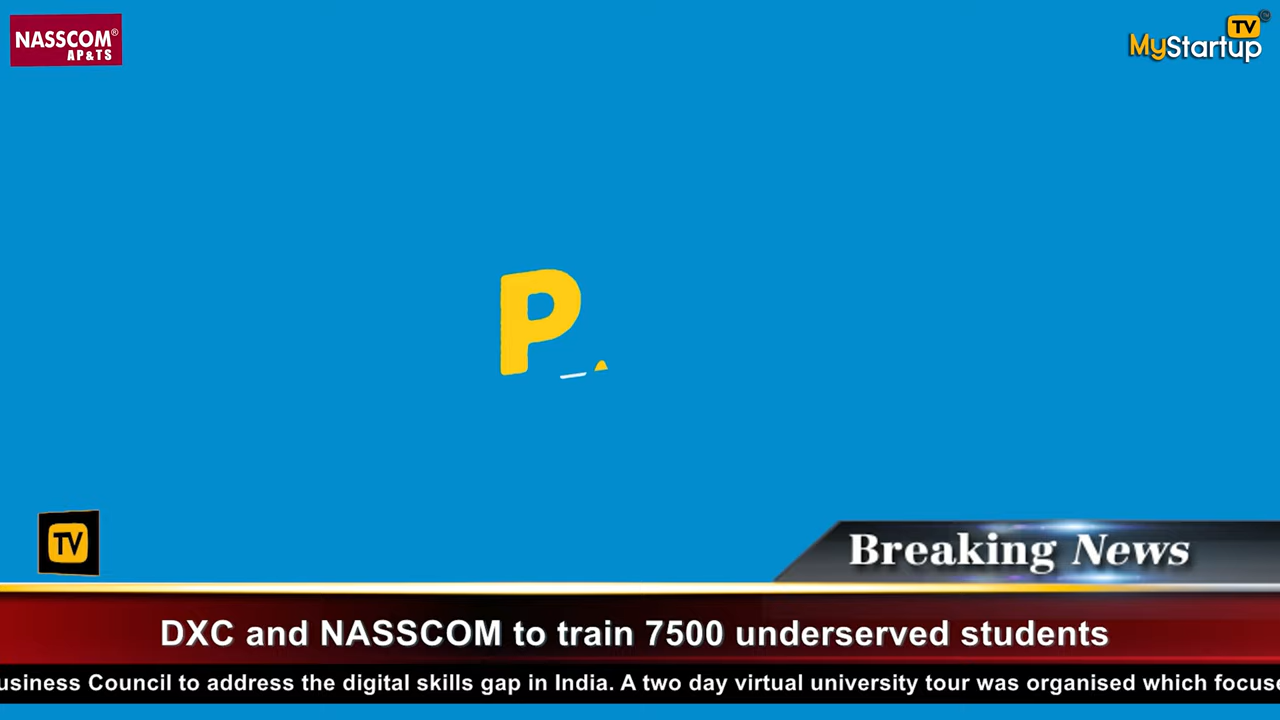 NASSCOM®
AP&TS
TV
MyStartup
P
TV
Breaking News
DXC and NASSCOM to train 7500 underserved students
usiness Council to address the digital skills gap in India. A two day virtual university tour was organised which focuse